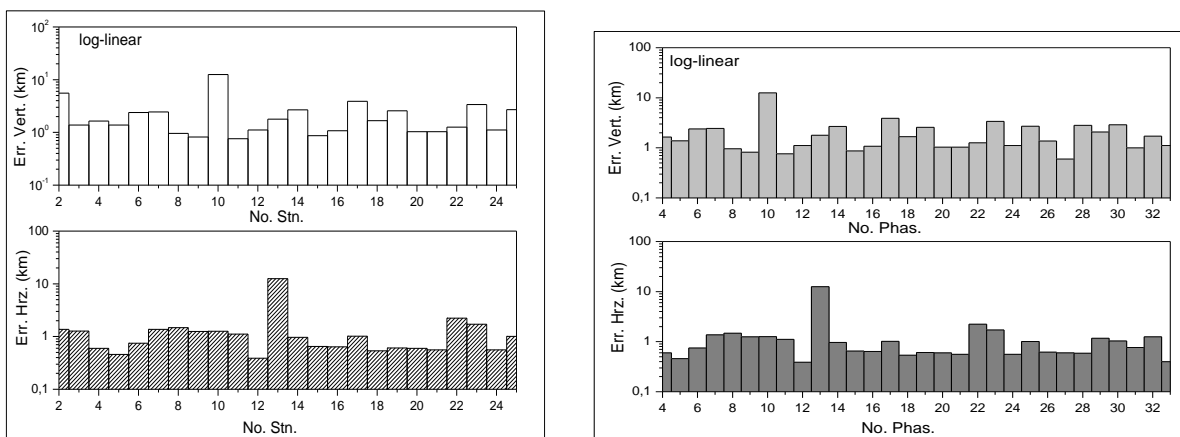 log-linear
Err. Vert. (km)
10²
10¹
10⁰
10⁻¹
2 4 6 8 10 12 14 16 18 20 22 24
No. Stn.
Err. Hrz. (km)
100
10
1
0,1
2 4 6 8 10 12 14 16 18 20 22 24
No. Stn.
log-linear
Err. Vert. (km)
100
10
1
0,1
4 6 8 10 12 14 16 18 20 22 24 26 28 30 32
No. Phas.
Err. Hrz. (km)
100
10
1
0,1
4 6 8 10 12 14 16 18 20 22 24 26 28 30 32
No. Phas.